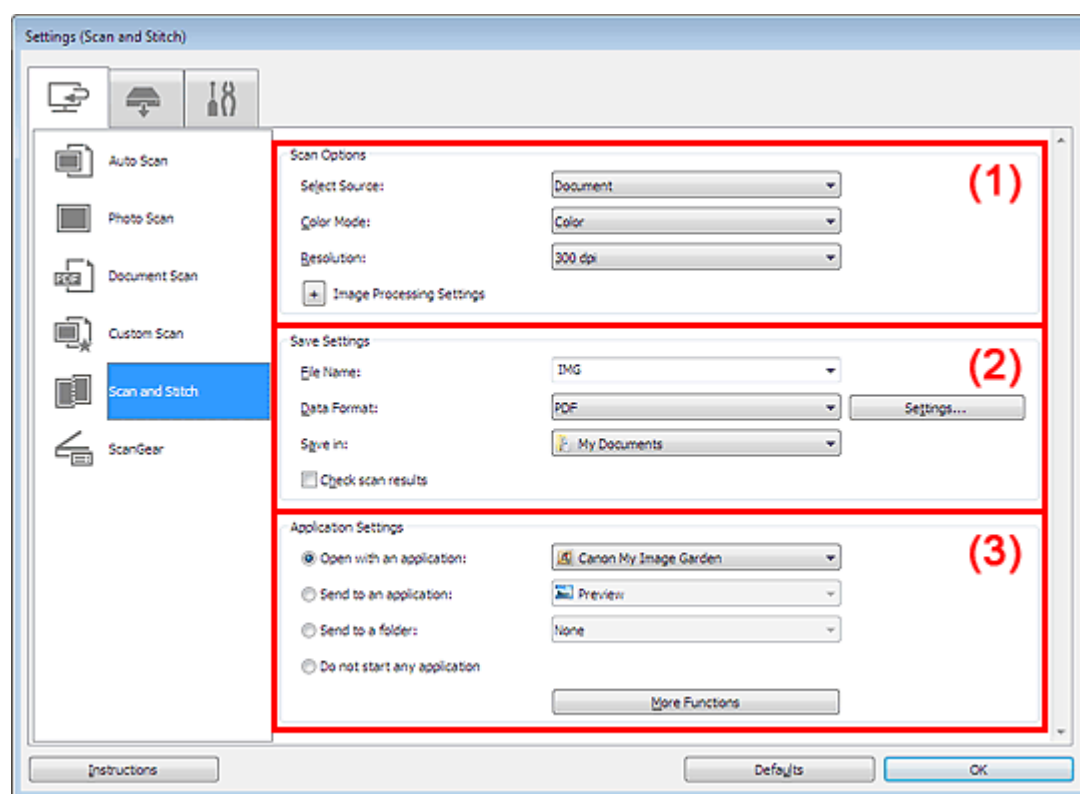 Settings (Scan and Stitch)
Auto Scan
Photo Scan
PDF
Document Scan
Custom Scan
Scan and Stitch
ScanGear
Scan Options
(1)
Select Source: Document
Color Mode: Color
Resolution: 300 dpi
+ Image Processing Settings
Save Settings
(2)
File Name: IMG
Data Format: PDF Settings...
Save in: My Documents
Check scan results
Application Settings
(3)
Open with an application: Canon My Image Garden
Send to an application: Preview
Send to a folder: None
Do not start any application
More Functions
Instructions Defaults OK